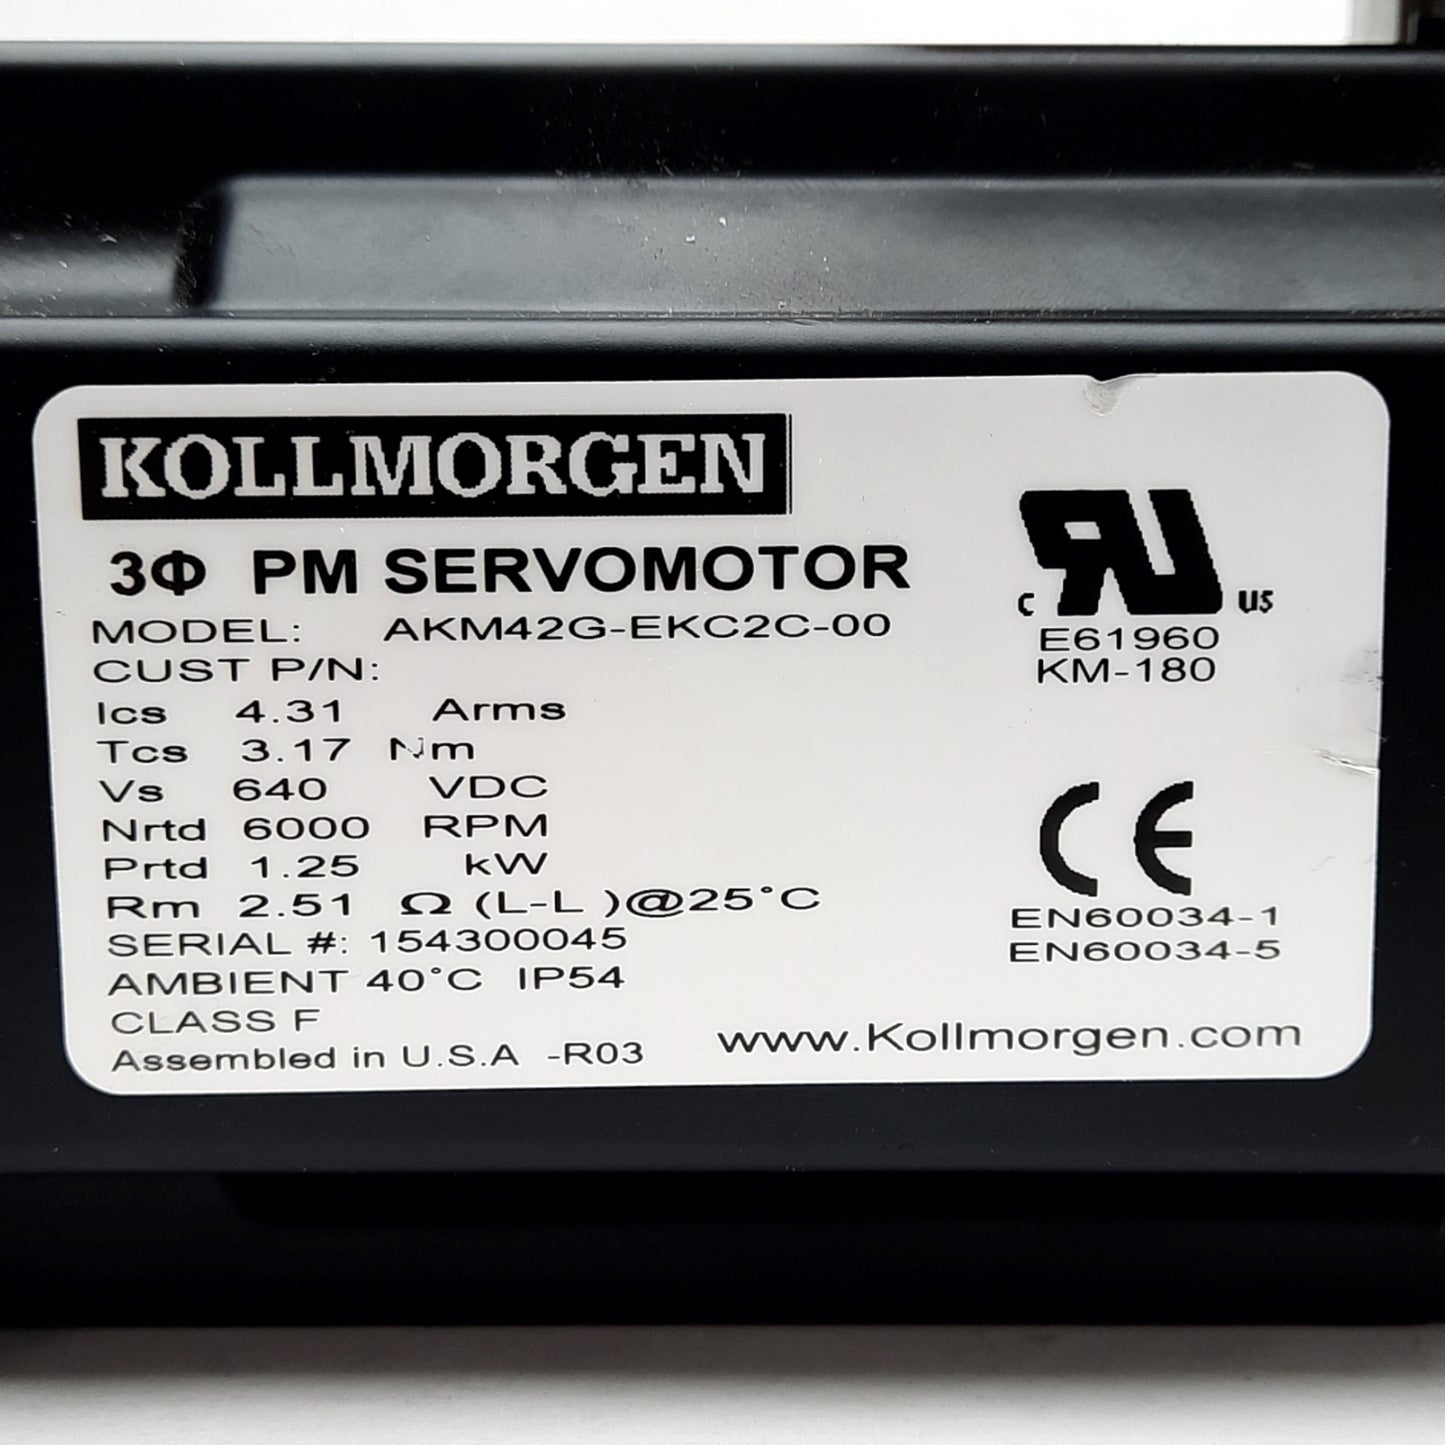 KOLLMORGEN
3Φ PM SERVOMOTOR
MODEL: AKM42G-EKC2C-00
CUST P/N:
Ics 4.31 Arms
Tcs 3.17 Nm
Vs 640 VDC
Nrtd 6000 RPM
Prtd 1.25 kW
Rm 2.51 Ω (L-L )@25°C
SERIAL #: 154300045
AMBIENT 40°C IP54
CLASS F
Assembled in U.S.A -R03
c RU us
E61960
KM-180
CE
EN60034-1
EN60034-5
www.Kollmorgen.com